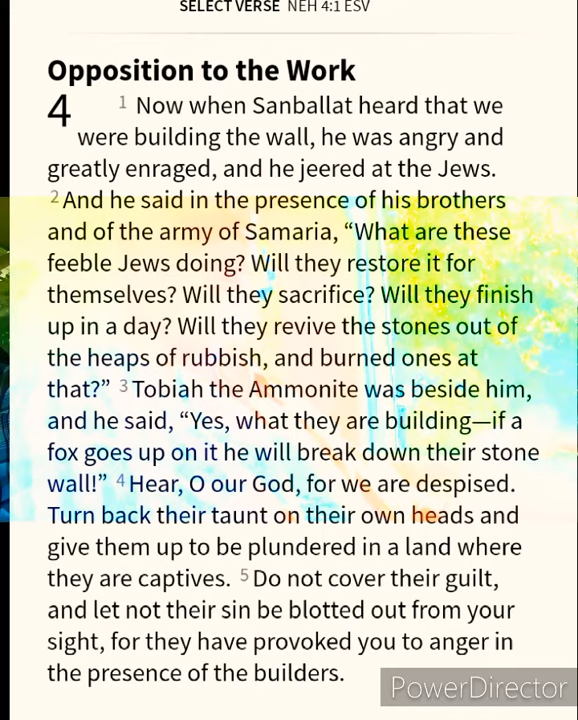 SELECT VERSE NEH 4:1 ESV
Opposition to the Work
4 1 Now when Sanballat heard that we
were building the wall, he was angry and
greatly enraged, and he jeered at the Jews.
2 And he said in the presence of his brothers
and of the army of Samaria, “What are these
feeble Jews doing? Will they restore it for
themselves? Will they sacrifice? Will they finish
up in a day? Will they revive the stones out of
the heaps of rubbish, and burned ones at
that?” 3 Tobiah the Ammonite was beside him,
and he said, “Yes, what they are building—if a
fox goes up on it he will break down their stone
wall!” 4 Hear, O our God, for we are despised.
Turn back their taunt on their own heads and
give them up to be plundered in a land where
they are captives. 5 Do not cover their guilt,
and let not their sin be blotted out from your
sight, for they have provoked you to anger in
the presence of the builders.
PowerDirector